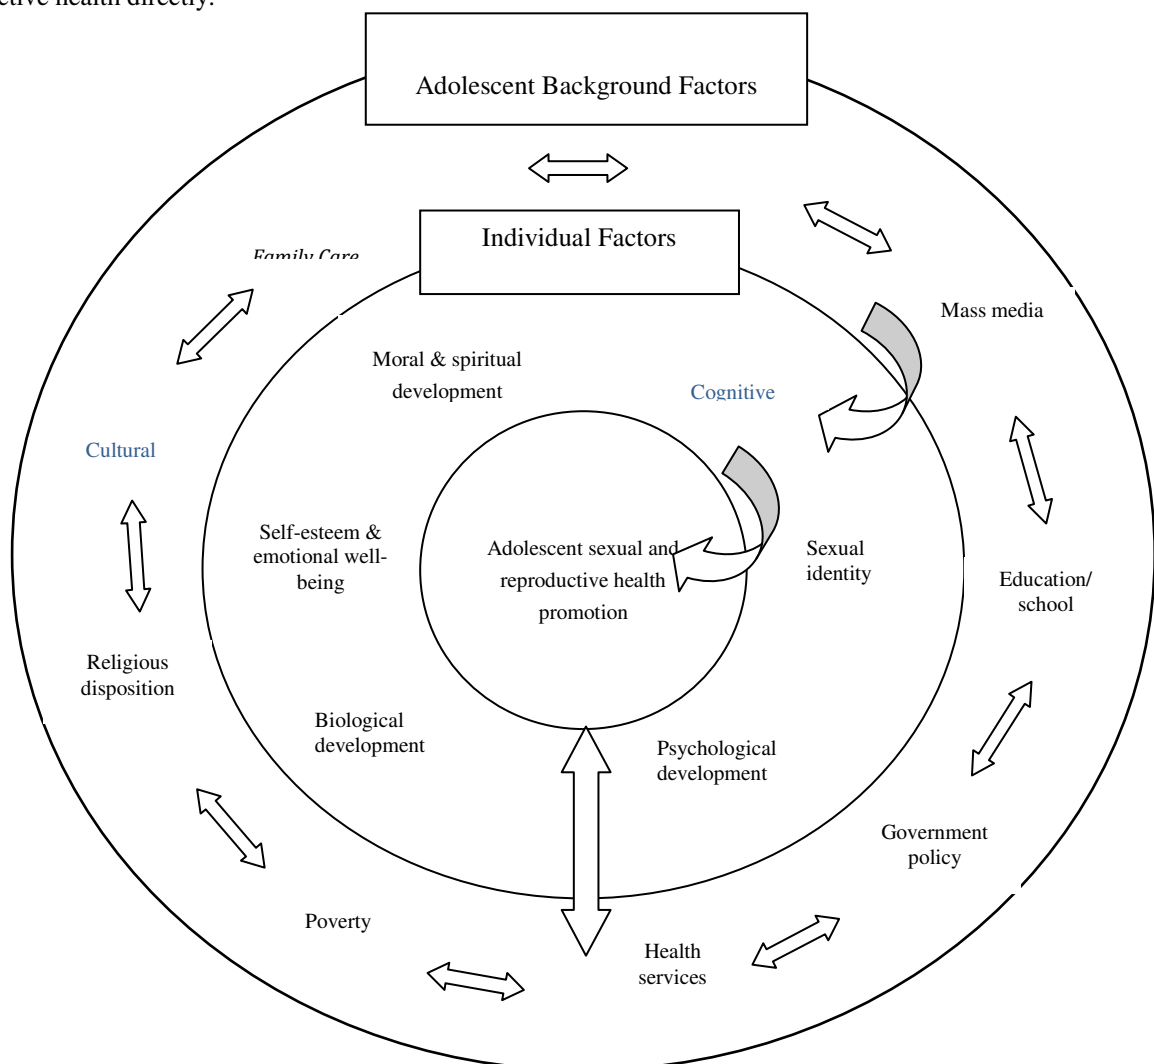 ctive health directly.
Adolescent Background Factors
Individual Factors
Family Care
Mass media
Moral & spiritual
development
Cognitive
Cultural
Self-esteem &
emotional well-
being
Adolescent sexual and
reproductive health
promotion
Sexual
identity
Education/
school
Religious
disposition
Biological
development
Psychological
development
Government
policy
Poverty
Health
services